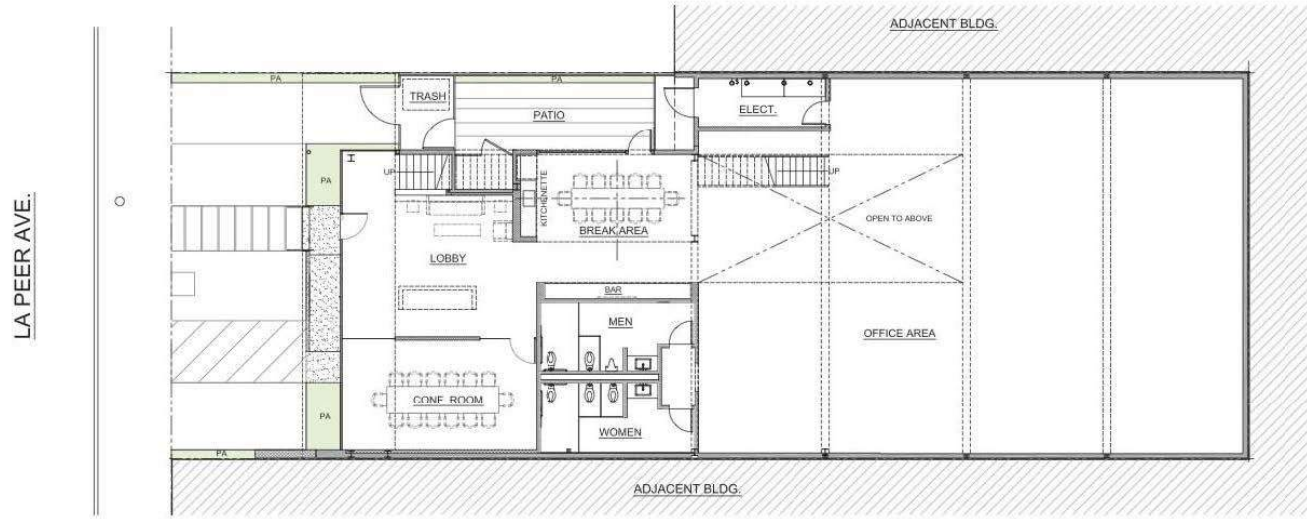 ADJACENT BLDG.
PA
PA
TRASH
PATIO
ELECT.
UP
PA
KITCHENETTE
UP
OPEN TO ABOVE
BREAK AREA
LA PEER AVE.
LOBBY
BAR
MEN
OFFICE AREA
CONF. ROOM
PA
WOMEN
PA
ADJACENT BLDG.